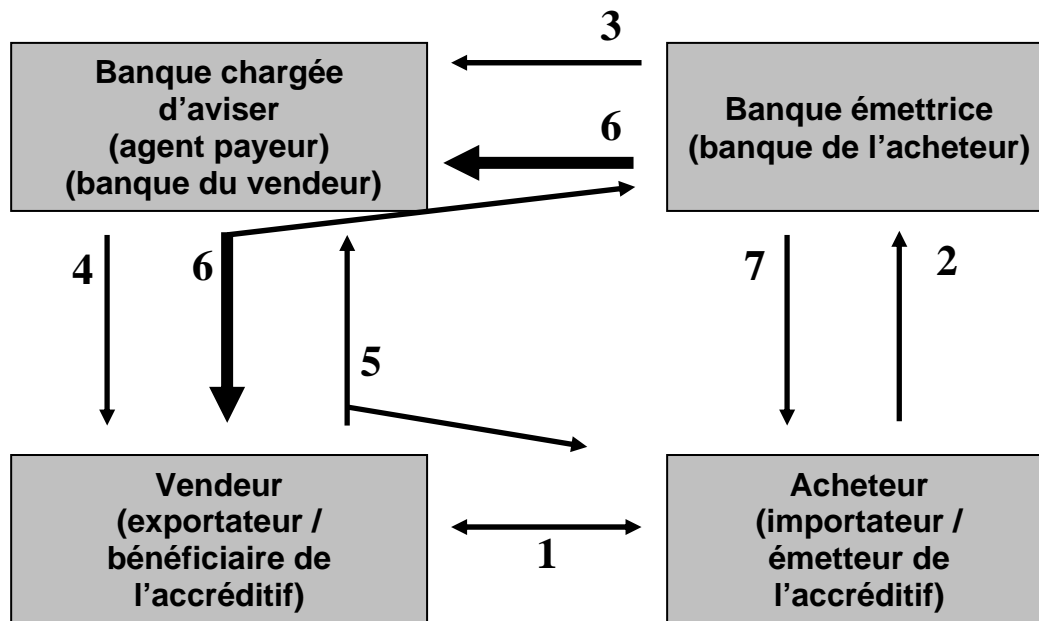 3
Banque chargée
d’aviser
(agent payeur)
(banque du vendeur)
Banque émettrice
(banque de l’acheteur)
6
4
6
7
2
5
Vendeur
(exportateur /
bénéficiaire de
l’accréditif)
Acheteur
(importateur /
émetteur de
l’accréditif)
1